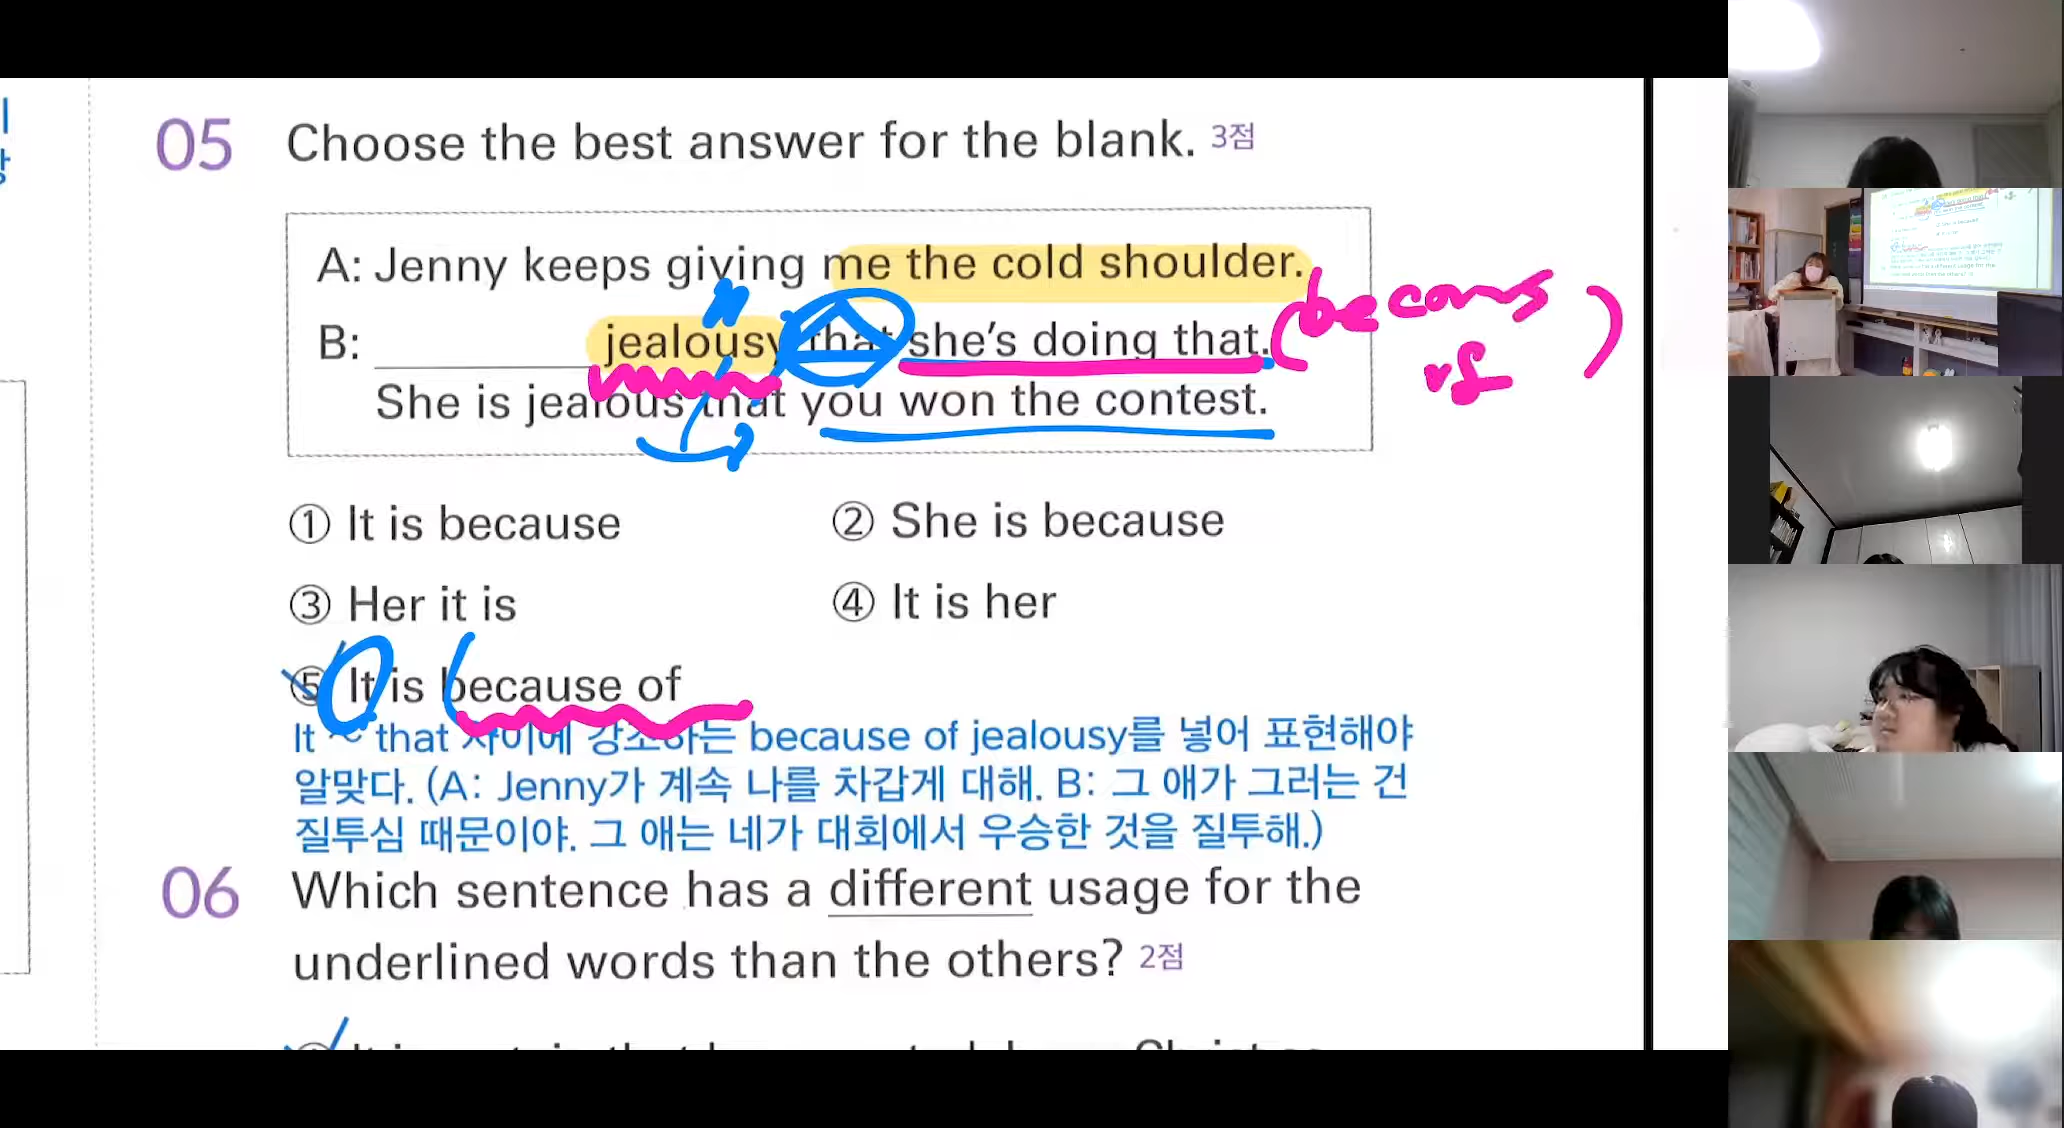 05 Choose the best answer for the blank. 3점
A: Jenny keeps giving me the cold shoulder.
B: ____________ jealousy that she's doing that. (becaus of)
She is jealous that you won the contest.
① It is because
② She is because
③ Her it is
④ It is her
⑤ It is because of
It ~ that 사이에 강조하는 because of jealousy를 넣어 표현해야
알맞다. (A: Jenny가 계속 나를 차갑게 대해. B: 그 애가 그러는 건
질투심 때문이야. 그 애는 네가 대회에서 우승한 것을 질투해.)
06 Which sentence has a different usage for the
underlined words than the others? 2점